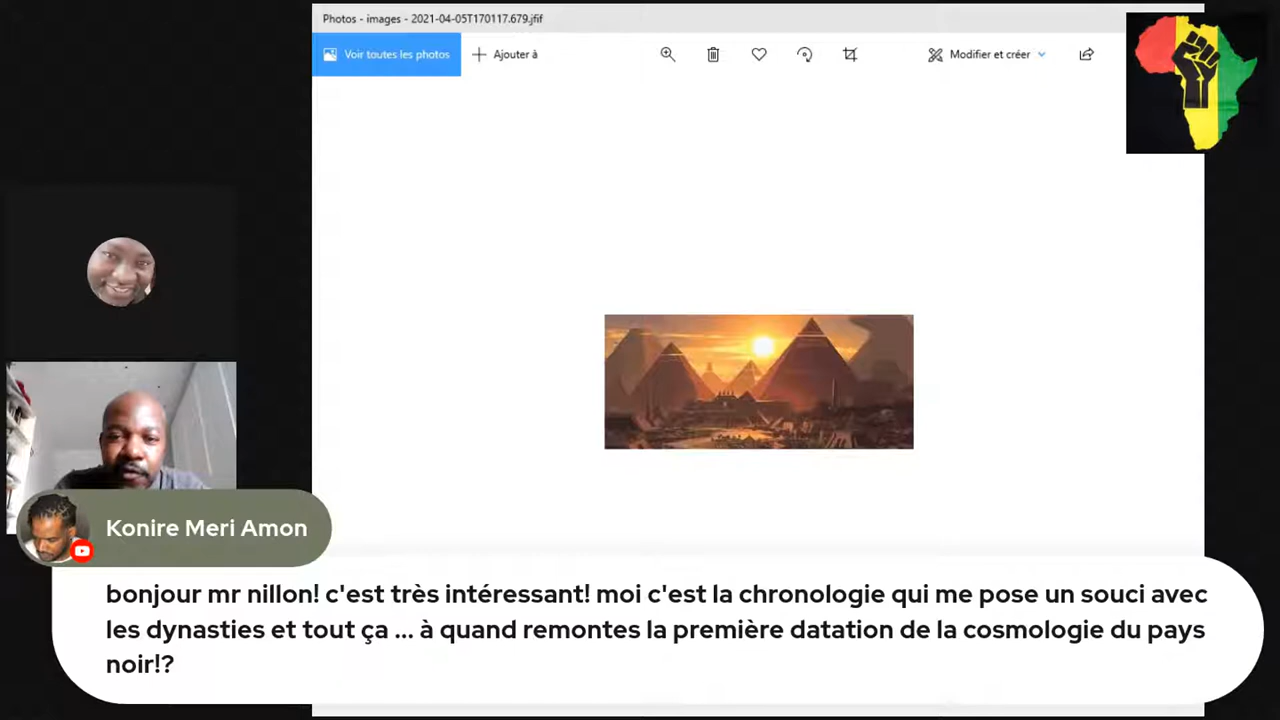 Photos - images - 2021-04-05T170117.679.jfif
Voir toutes les photos
Ajouter à
Modifier et créer
Konire Meri Amon
bonjour mr nillon! c'est très intéressant! moi c'est la chronologie qui me pose un souci avec
les dynasties et tout ça ... à quand remontes la première datation de la cosmologie du pays
noir!?